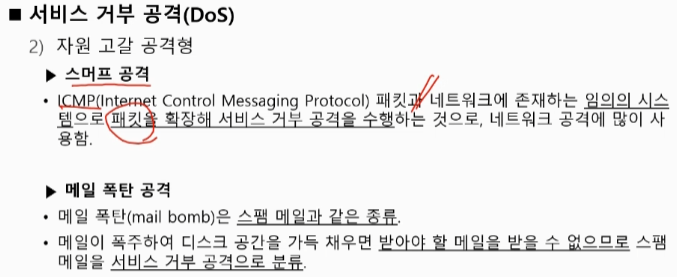 ■ 서비스 거부 공격(DoS)
2) 자원 고갈 공격형
▶ 스머프 공격
• ICMP(Internet Control Messaging Protocol) 패킷과 네트워크에 존재하는 임의의 시스
템으로 패킷을 확장해 서비스 거부 공격을 수행하는 것으로, 네트워크 공격에 많이 사
용함.
▶ 메일 폭탄 공격
• 메일 폭탄(mail bomb)은 스팸 메일과 같은 종류.
• 메일이 폭주하여 디스크 공간을 가득 채우면 받아야 할 메일을 받을 수 없으므로 스팸
메일을 서비스 거부 공격으로 분류.